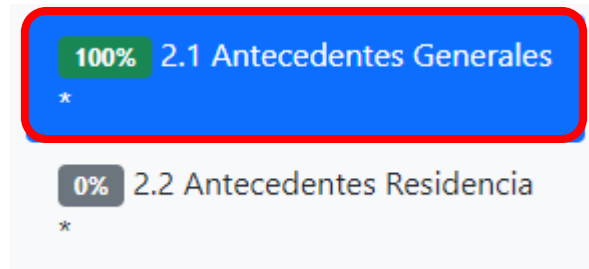 100% 2.1 Antecedentes Generales
*
0% 2.2 Antecedentes Residencia
*